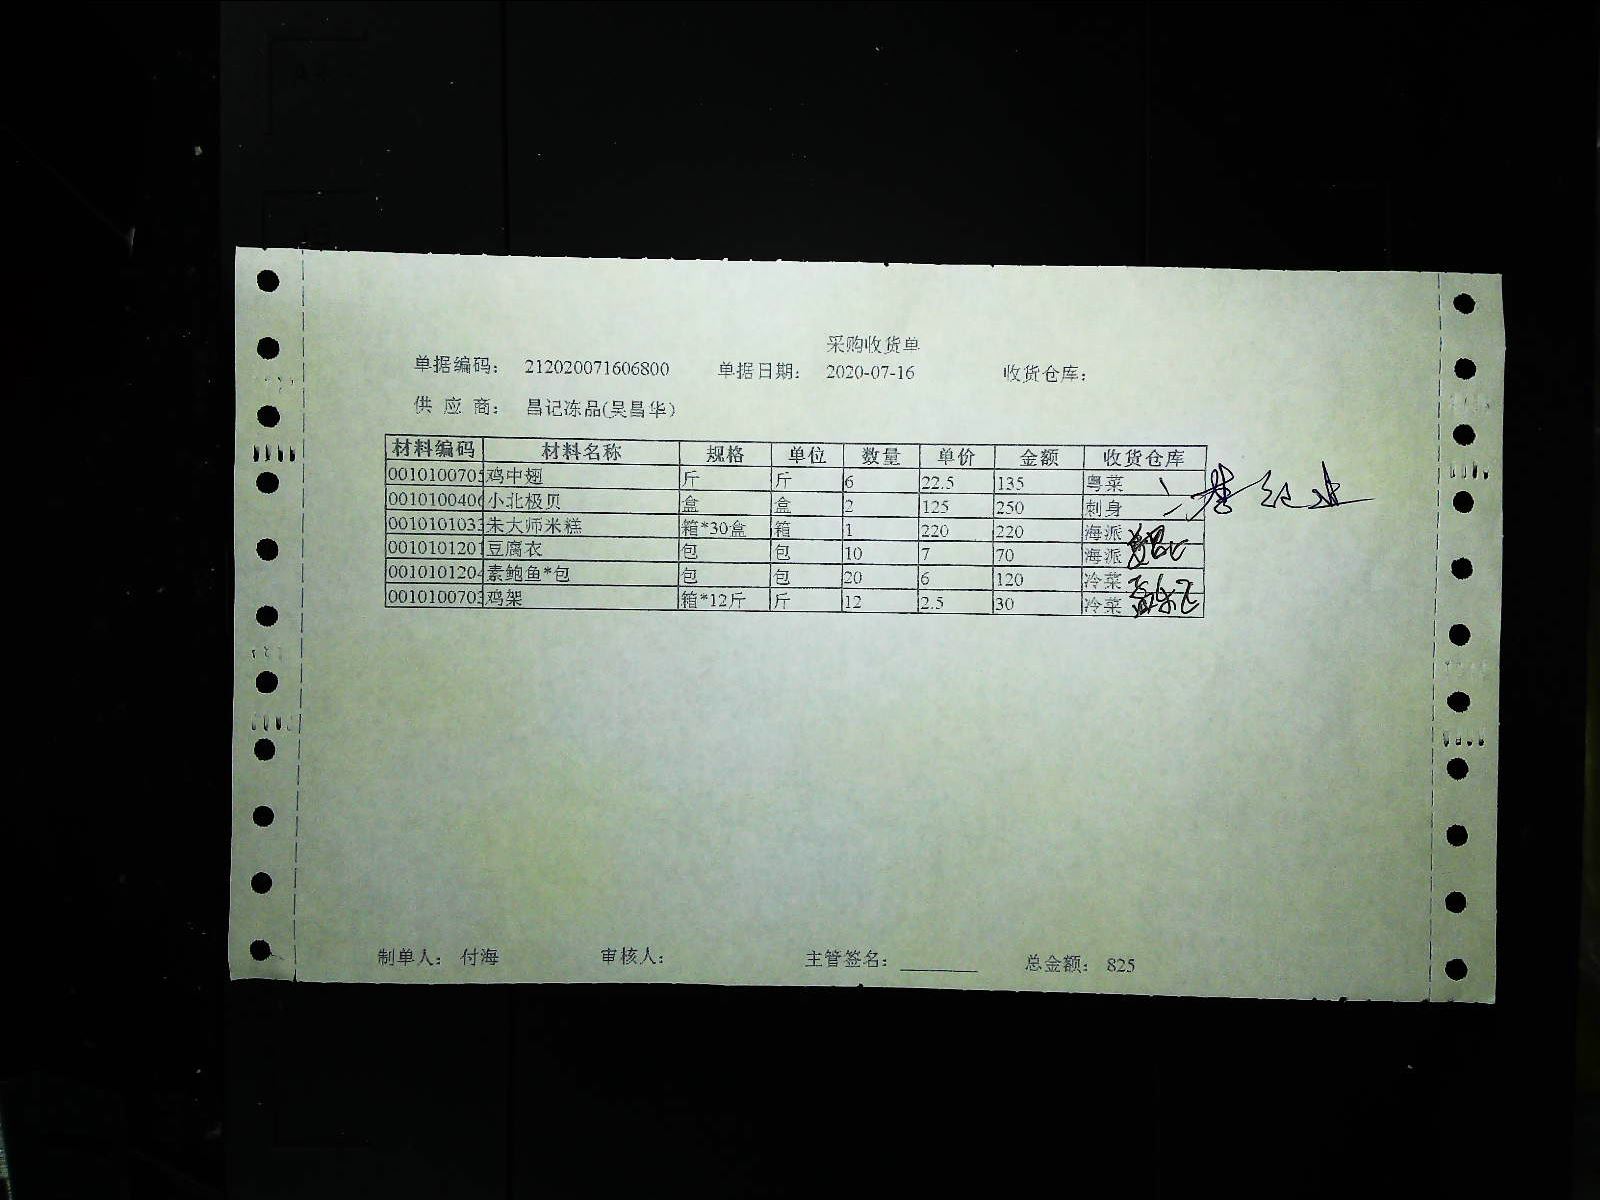 采购收货单
单据编码： 212020071606800 单据日期： 2020-07-16 收货仓库：
供 应 商： 昌记冻品(吴昌华)
材料编码 材料名称 规格 单位 数量 单价 金额 收货仓库
001010070 鸡中翅 斤 斤 6 22.5 135 粤菜
001010040 小北极贝 盒 盒 2 125 250 刺身
001010103 朱大师米糕 箱*30盒 箱 1 220 220 海派
001010120 豆腐衣 包 包 10 7 70 海派
001010120 素鲍鱼*包 包 包 20 6 120 冷菜
001010070 鸡架 箱*12斤 斤 12 2.5 30 冷菜
制单人： 付海 审核人： 主管签名： 总金额： 825